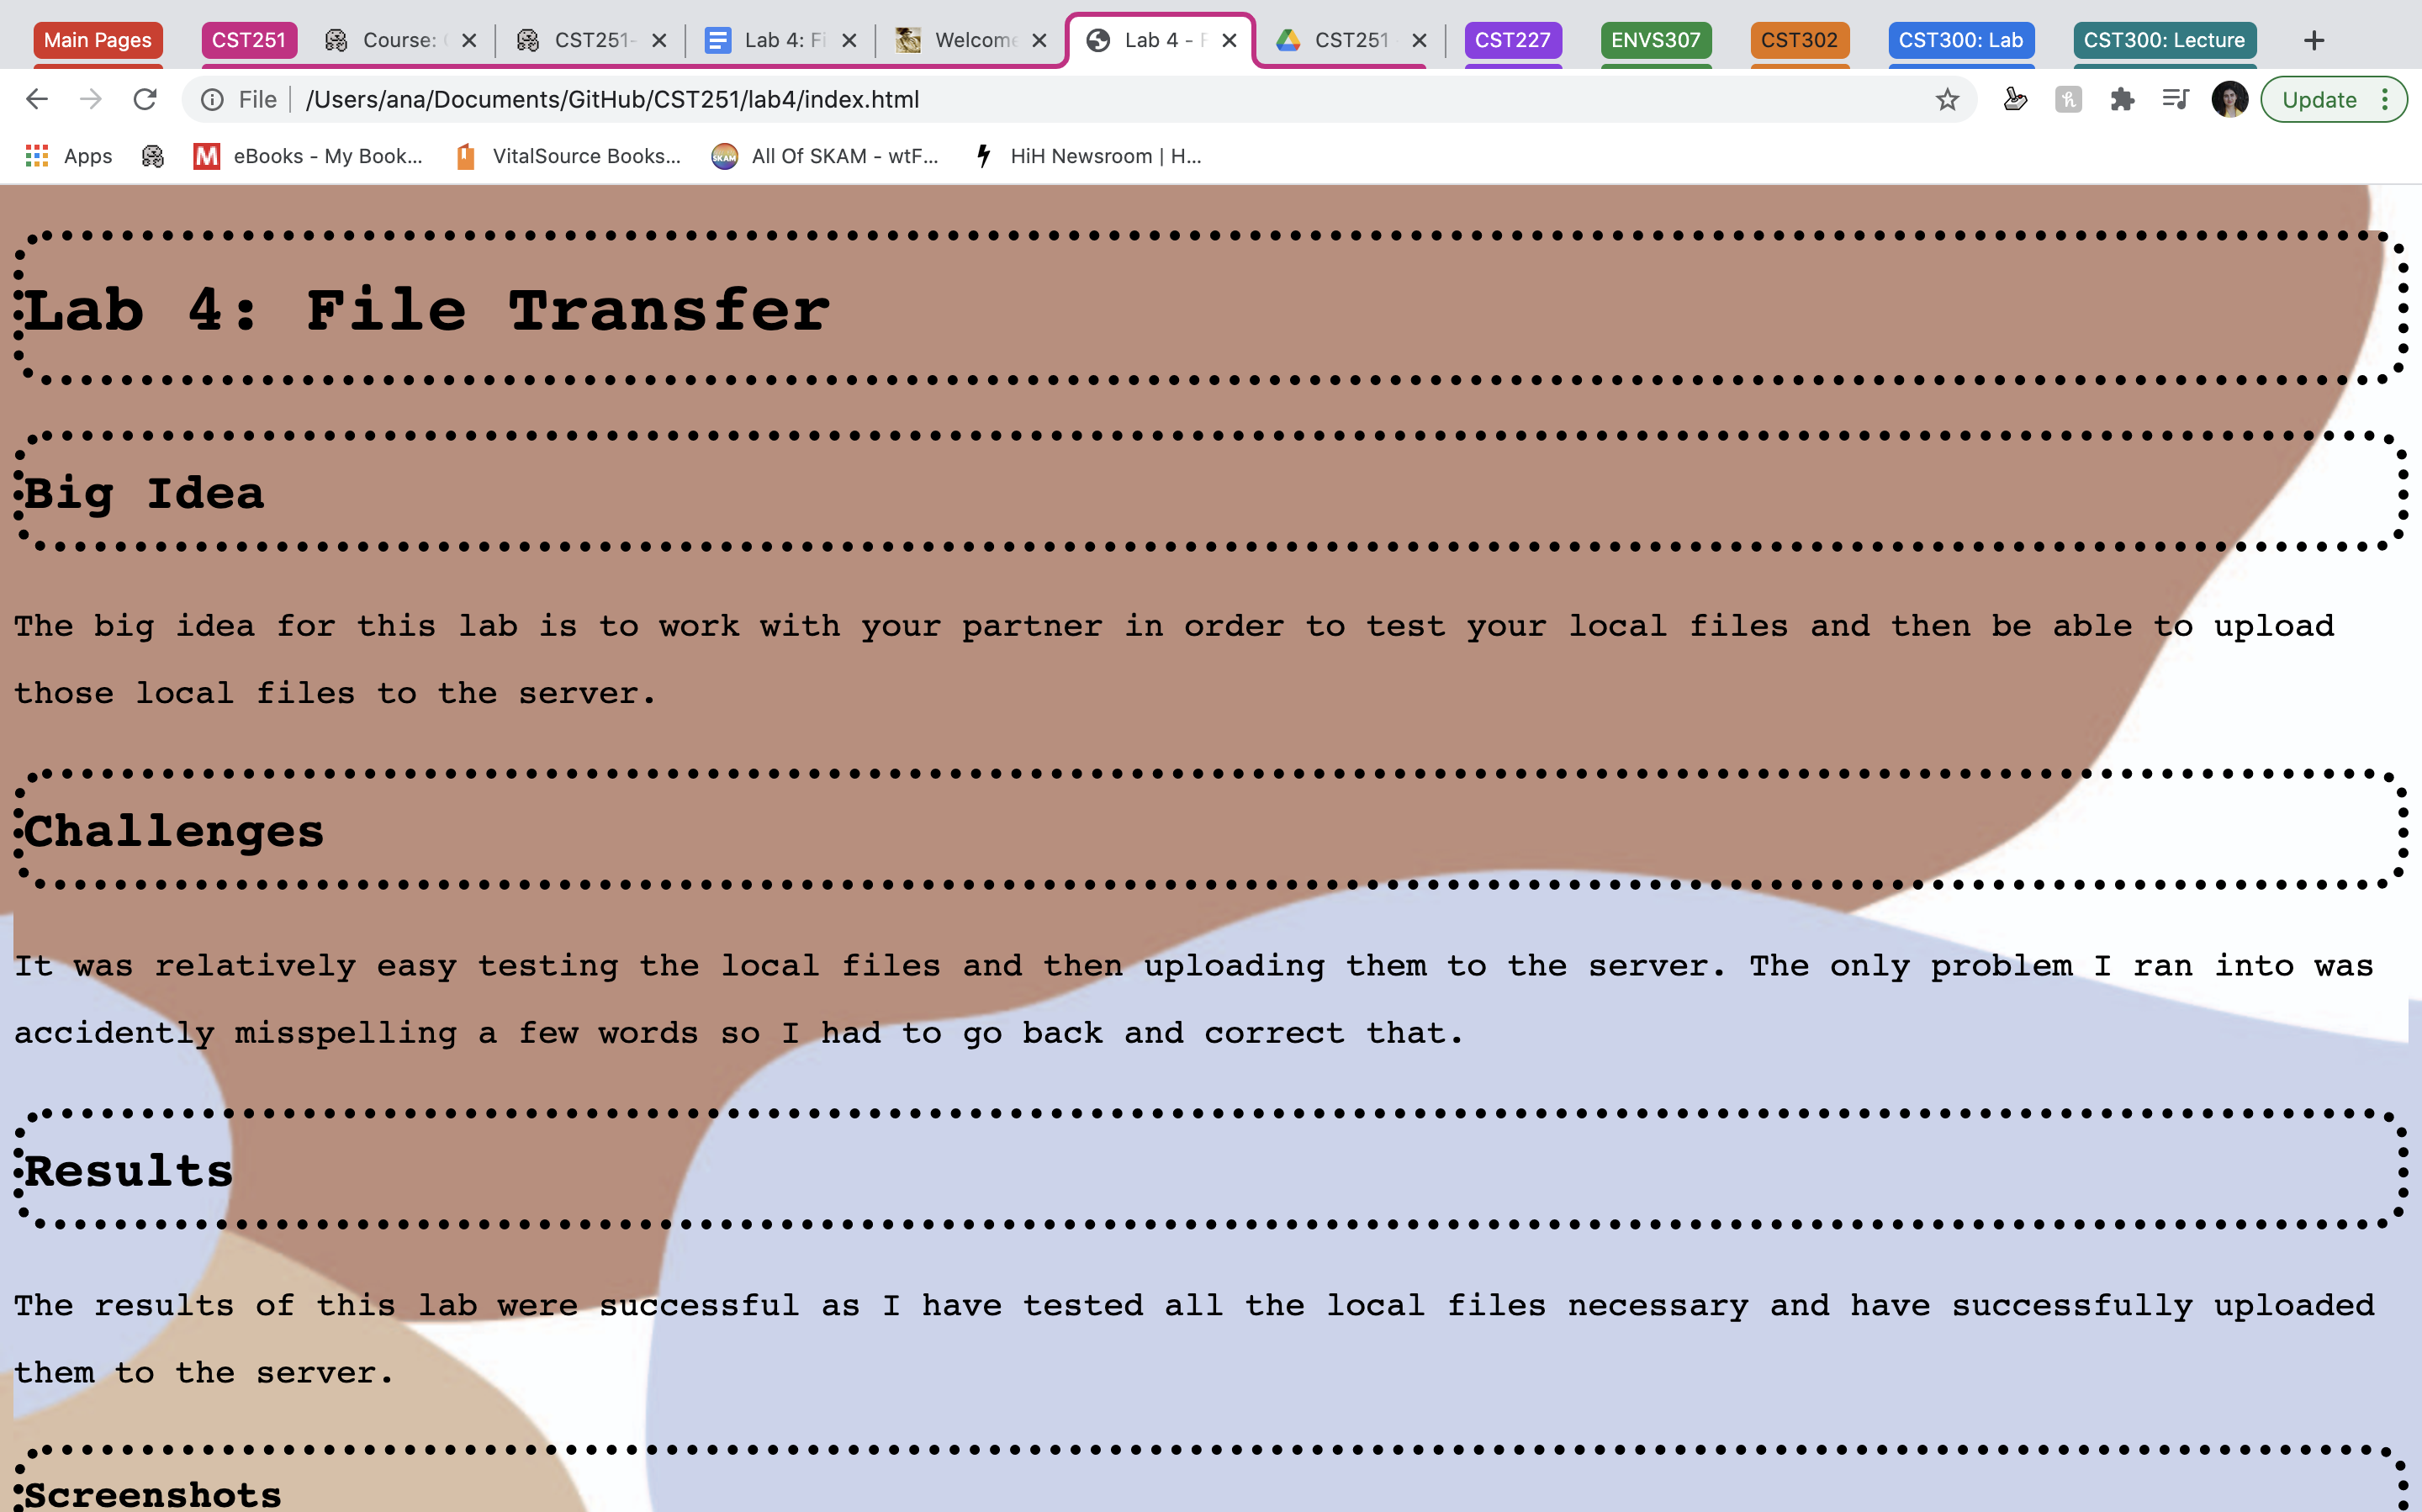 Main Pages CST251 Course: CST251- Lab 4: Fi Welcome Lab 4 - F CST251 CST227 ENVS307 CST302 CST300: Lab CST300: Lecture
File /Users/ana/Documents/GitHub/CST251/lab4/index.html Update
Apps eBooks - My Book... VitalSource Books... SKAM All Of SKAM - wtF... HiH Newsroom | H...
Lab 4: File Transfer
Big Idea
The big idea for this lab is to work with your partner in order to test your local files and then be able to upload
those local files to the server.
Challenges
It was relatively easy testing the local files and then uploading them to the server. The only problem I ran into was
accidently misspelling a few words so I had to go back and correct that.
Results
The results of this lab were successful as I have tested all the local files necessary and have successfully uploaded
them to the server.
Screenshots